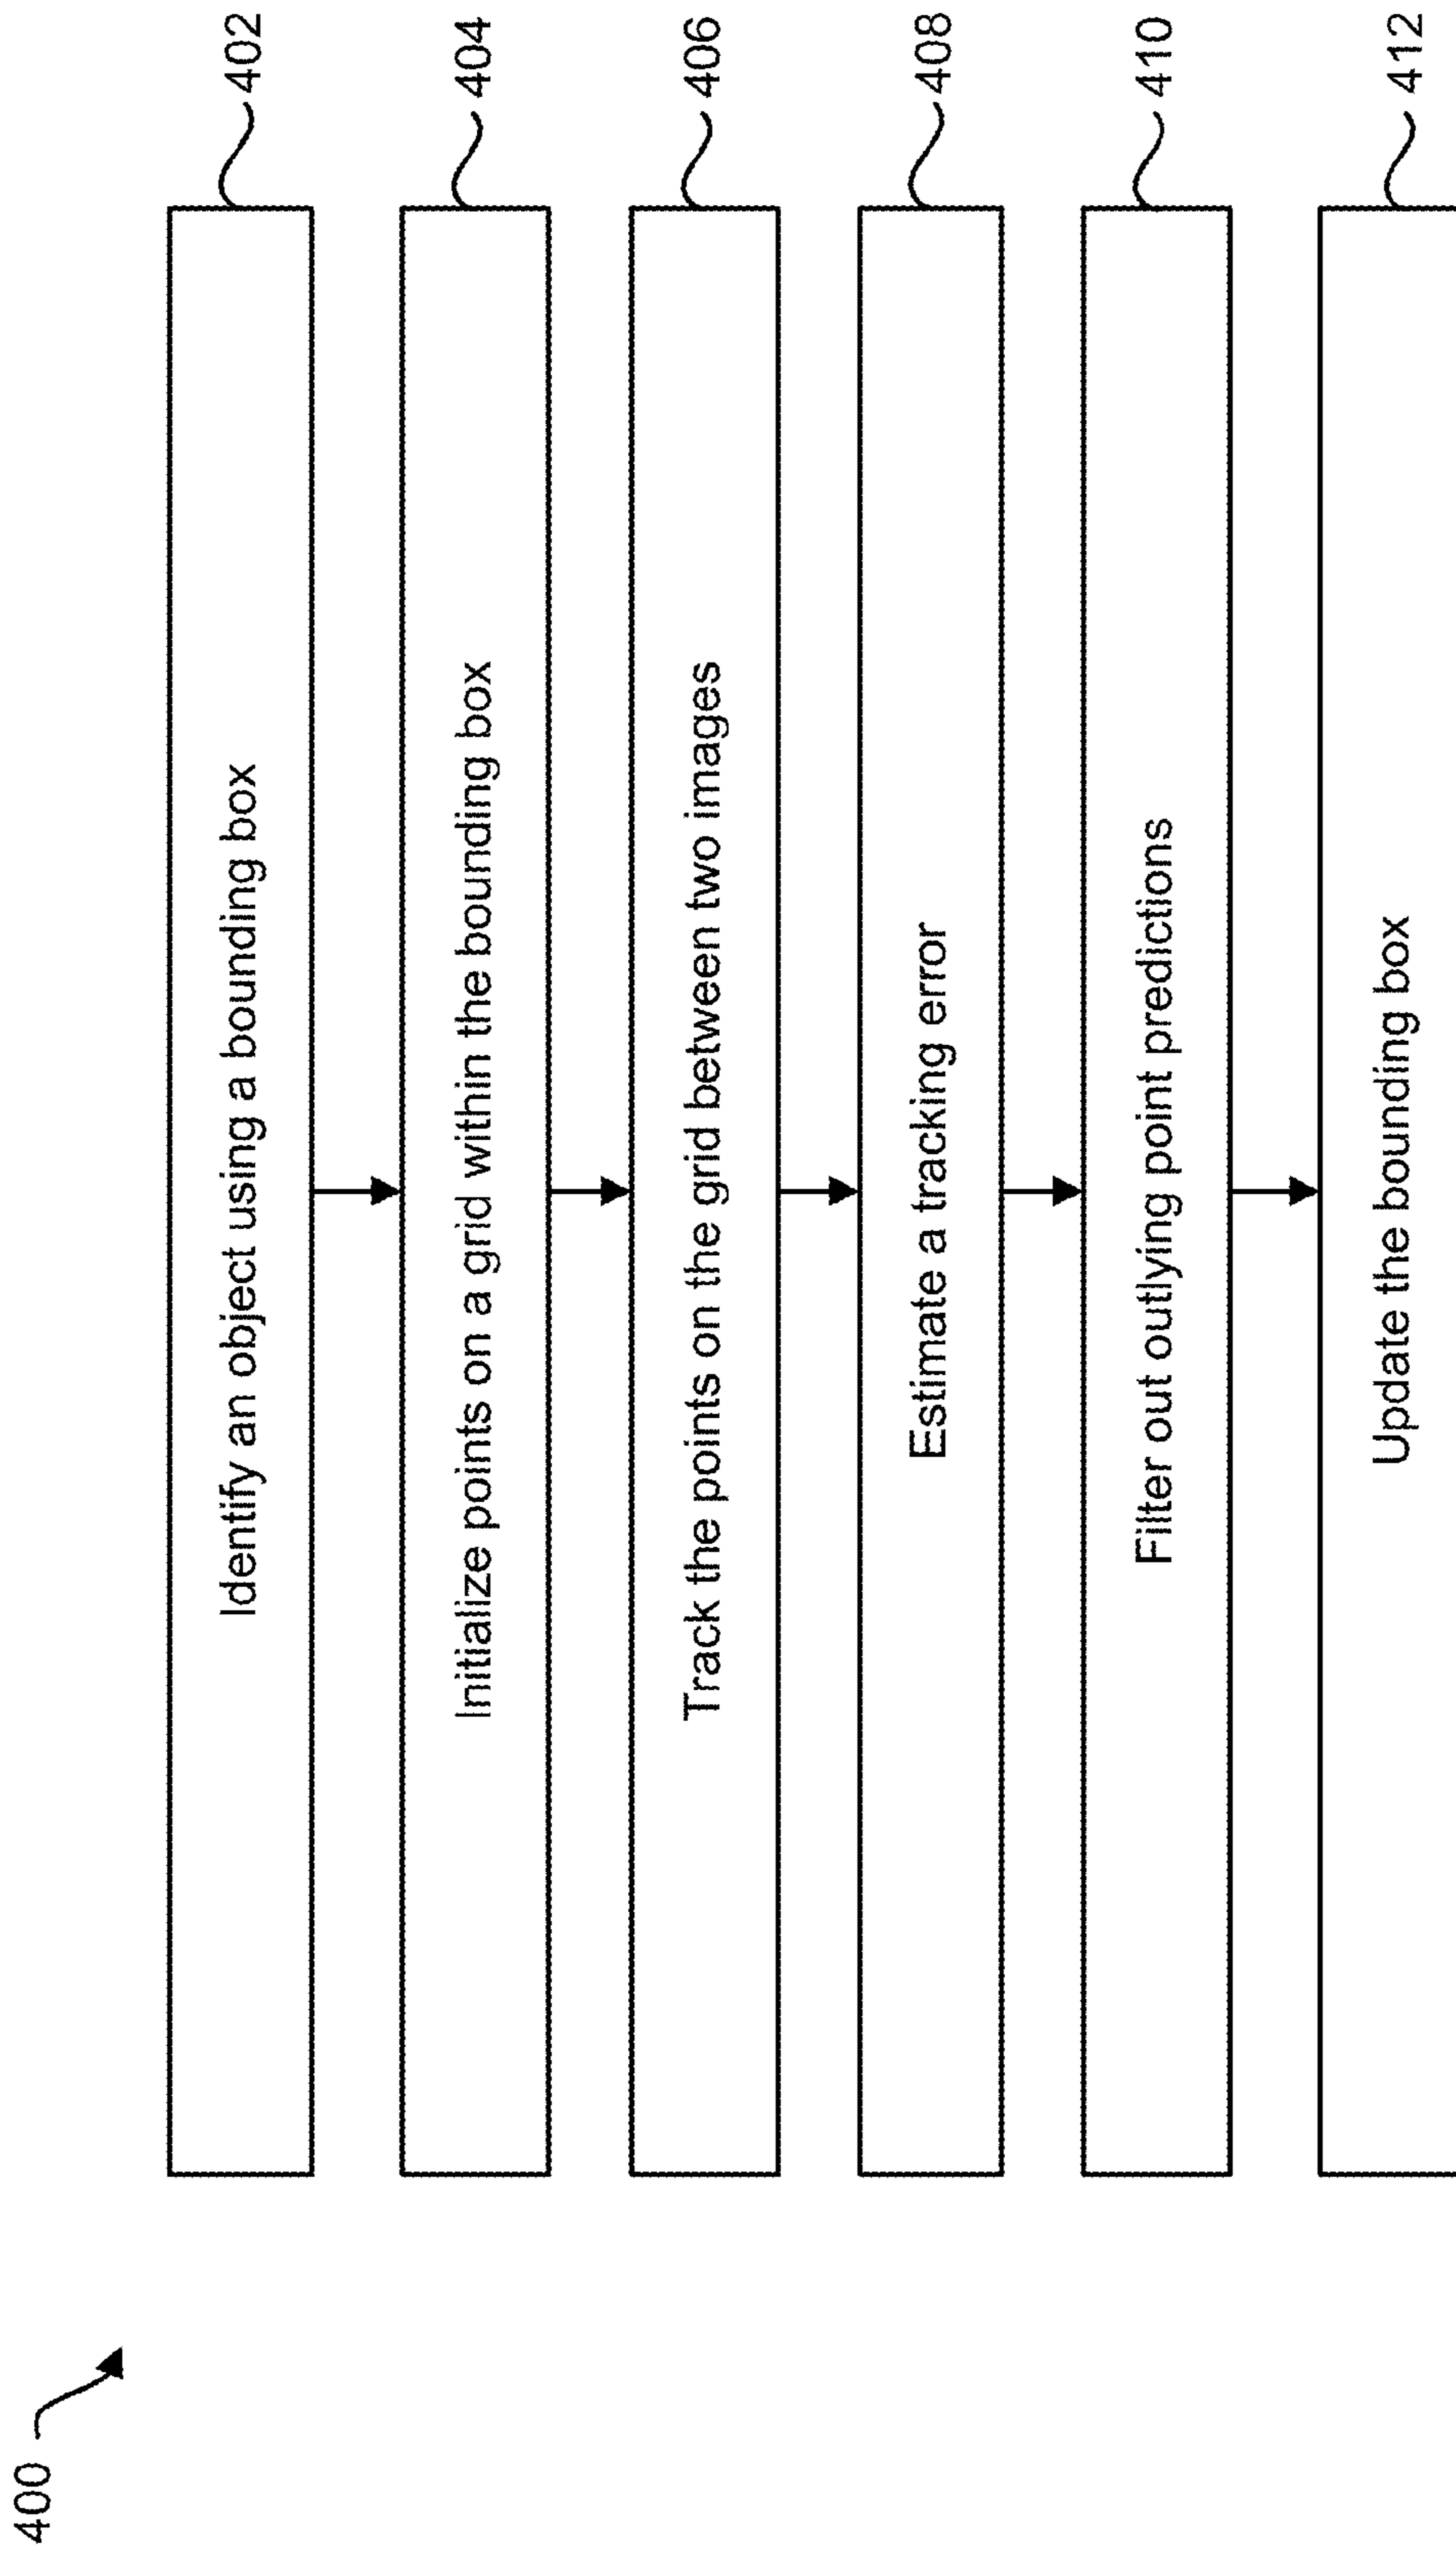 400
Identify an object using a bounding box
402
Initialize points on a grid within the bounding box
404
Track the points on the grid between two images
406
Estimate a tracking error
408
Filter out outlying point predictions
410
Update the bounding box
412